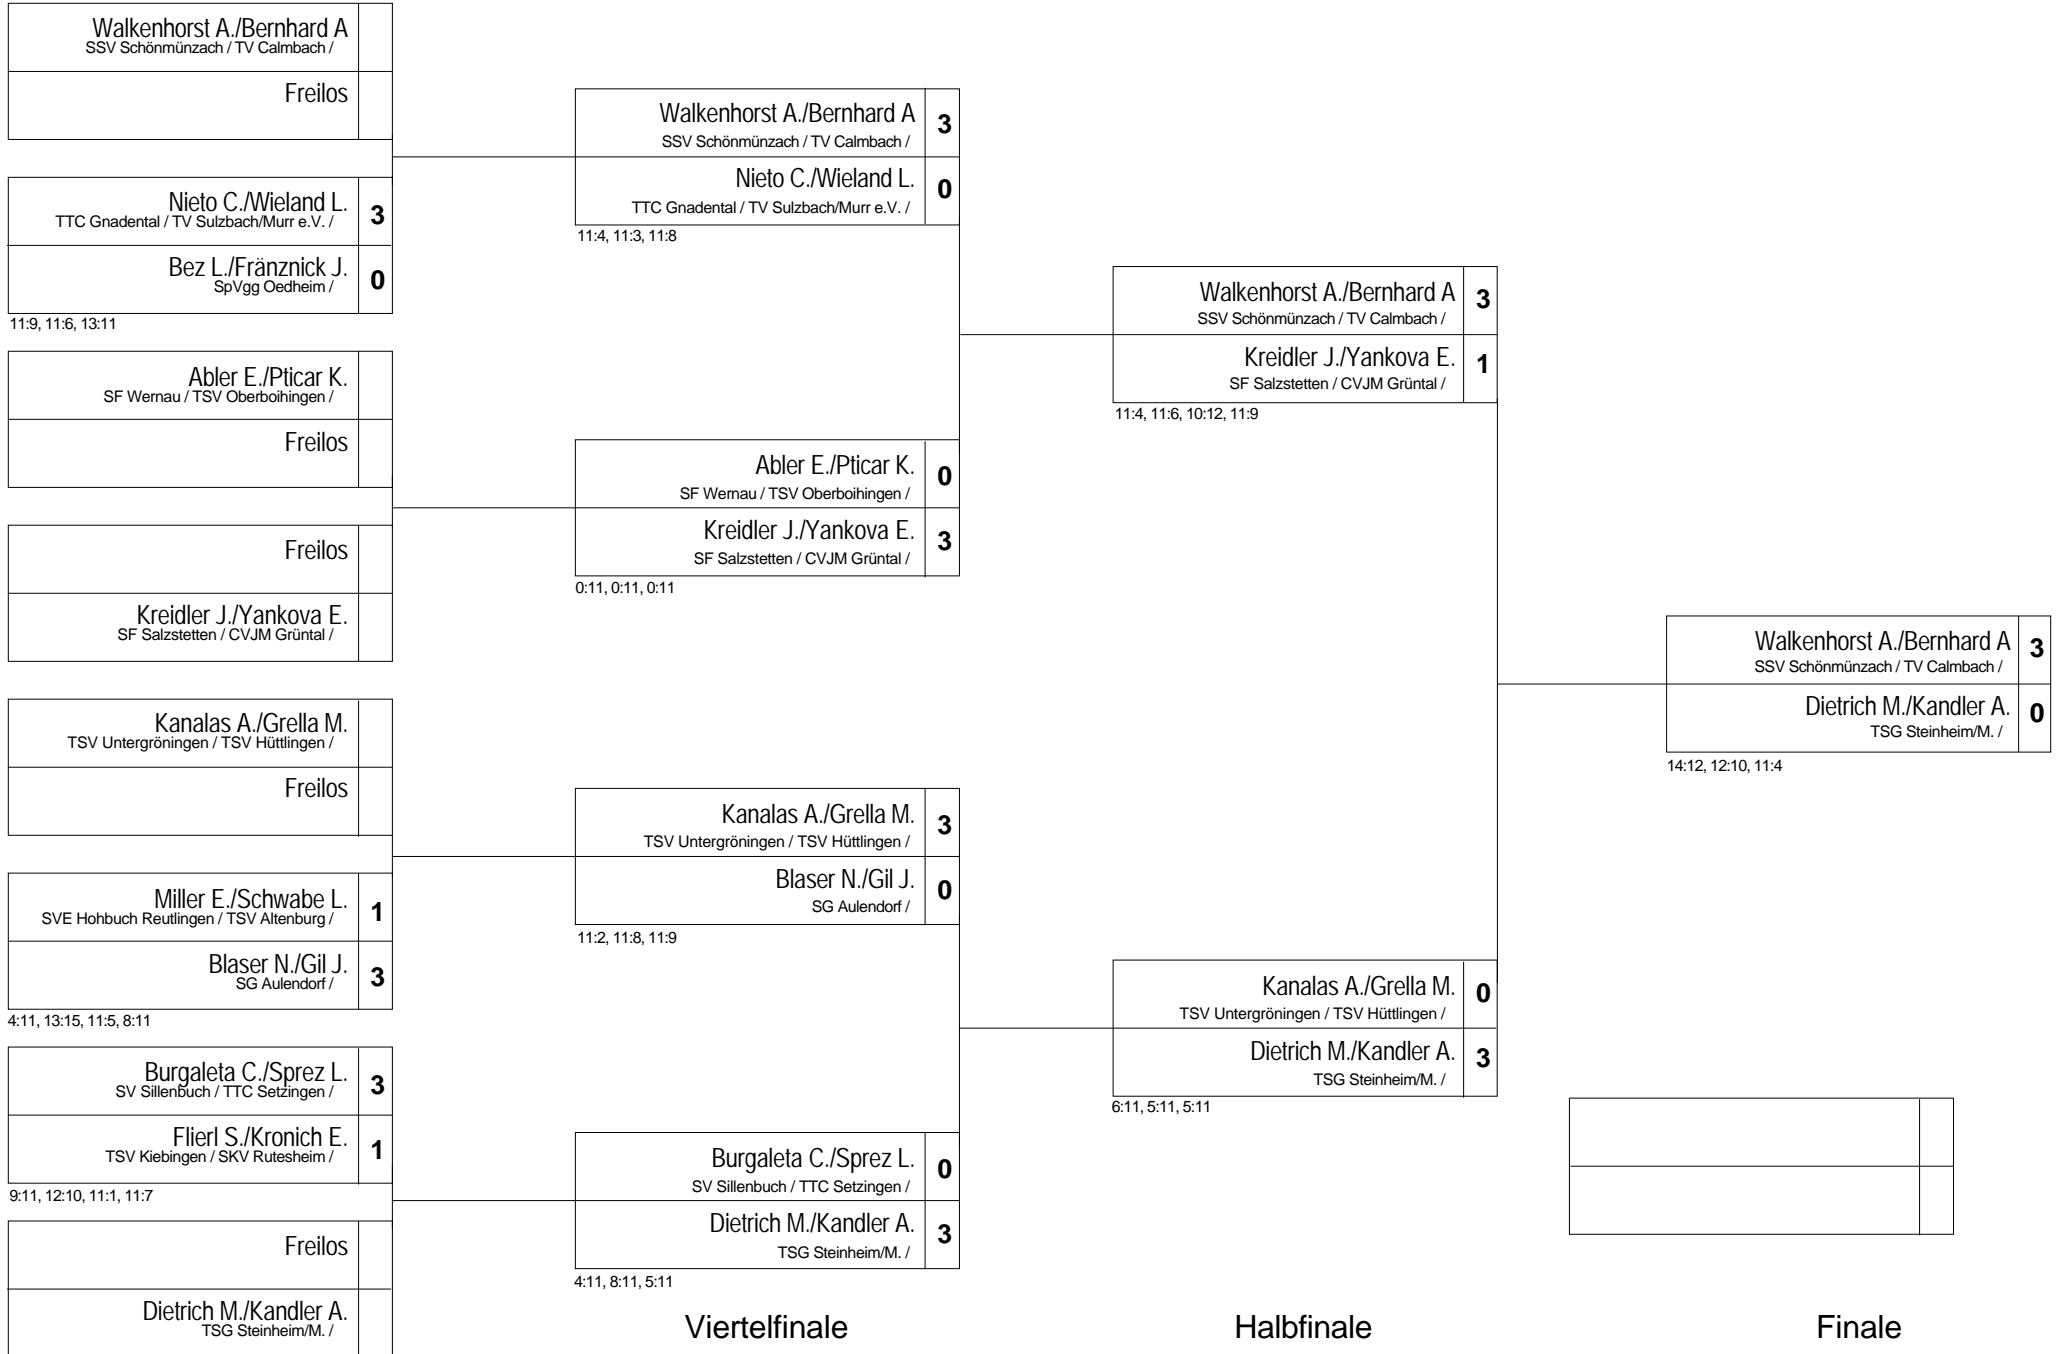 Walkenhorst A./Bernhard A
SSV Schönmünzach / TV Calmbach /
Freilos
Nieto C./Wieland L.
TTC Gnadental / TV Sulzbach/Murr e.V. /
3
Bez L./Fränznick J.
SpVgg Oedheim /
0
11:9, 11:6, 13:11
Abler E./Pticar K.
SF Wernau / TSV Oberboihingen /
Freilos
Freilos
Kreidler J./Yankova E.
SF Salzstetten / CVJM Grüntal /
Kanalas A./Grella M.
TSV Untergröningen / TSV Hüttlingen /
Freilos
Miller E./Schwabe L.
SVE Hohbuch Reutlingen / TSV Altenburg /
1
Blaser N./Gil J.
SG Aulendorf /
3
4:11, 13:15, 11:5, 8:11
Burgaleta C./Sprez L.
SV Sillenbuch / TTC Setzingen /
3
Flierl S./Kronich E.
TSV Kiebingen / SKV Rutesheim /
1
9:11, 12:10, 11:1, 11:7
Freilos
Dietrich M./Kandler A.
TSG Steinheim/M. /
Walkenhorst A./Bernhard A
SSV Schönmünzach / TV Calmbach /
3
Nieto C./Wieland L.
TTC Gnadental / TV Sulzbach/Murr e.V. /
0
11:4, 11:3, 11:8
Abler E./Pticar K.
SF Wernau / TSV Oberboihingen /
0
Kreidler J./Yankova E.
SF Salzstetten / CVJM Grüntal /
3
0:11, 0:11, 0:11
Kanalas A./Grella M.
TSV Untergröningen / TSV Hüttlingen /
3
Blaser N./Gil J.
SG Aulendorf /
0
11:2, 11:8, 11:9
Burgaleta C./Sprez L.
SV Sillenbuch / TTC Setzingen /
0
Dietrich M./Kandler A.
TSG Steinheim/M. /
3
4:11, 8:11, 5:11
Viertelfinale
Walkenhorst A./Bernhard A
SSV Schönmünzach / TV Calmbach /
3
Kreidler J./Yankova E.
SF Salzstetten / CVJM Grüntal /
1
11:4, 11:6, 10:12, 11:9
Kanalas A./Grella M.
TSV Untergröningen / TSV Hüttlingen /
0
Dietrich M./Kandler A.
TSG Steinheim/M. /
3
6:11, 5:11, 5:11
Halbfinale
Walkenhorst A./Bernhard A
SSV Schönmünzach / TV Calmbach /
3
Dietrich M./Kandler A.
TSG Steinheim/M. /
0
14:12, 12:10, 11:4
Finale